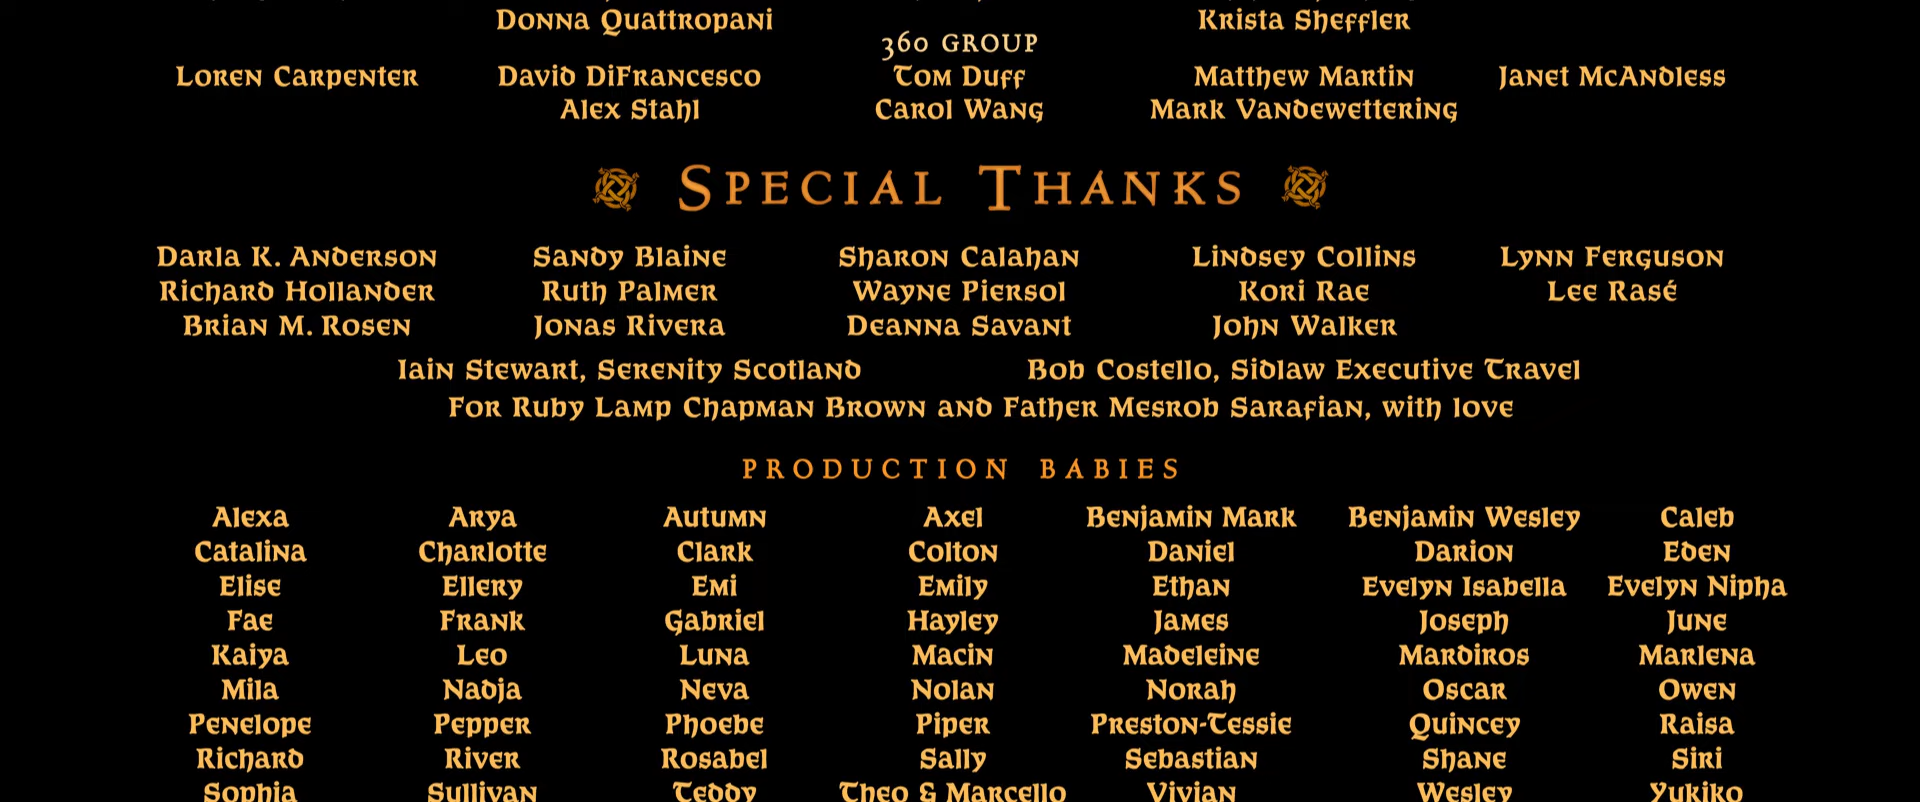 Donna Quattropani Krista Sheffler
360 GROUP
Loren Carpenter David DiFrancesco Tom Duff Matthew Martin Janet McAndless
Alex Stahl Carol Wang Mark Vandewettering
Special Thanks
Darla K. Anderson Sandy Blaine Sharon Calahan Lindsey Collins Lynn Ferguson
Richard Hollander Ruth Palmer Wayne Piersol Kori Rae Lee Rasé
Brian M. Rosen Jonas Rivera Deanna Savant John Walker
Iain Stewart, Serenity Scotland Bob Costello, Sidlaw Executive Travel
For Ruby Lamp Chapman Brown and Father Mesrob Sarafian, with love
PRODUCTION BABIES
Alexa Arya Autumn Axel Benjamin Mark Benjamin Wesley Caleb
Catalina Charlotte Clark Colton Daniel Darion Eden
Elise Ellery Emi Emily Ethan Evelyn Isabella Evelyn Nipha
Fae Frank Gabriel Hayley James Joseph June
Kaiya Leo Luna Macin Madeleine Mardiros Marlena
Mila Nadja Neva Nolan Norah Oscar Owen
Penelope Pepper Phoebe Piper Preston-Tessie Quincey Raisa
Richard River Rosabel Sally Sebastian Shane Siri
Sophia Sullivan Teddy Theo & Marcello Vivian Wesley Yukiko